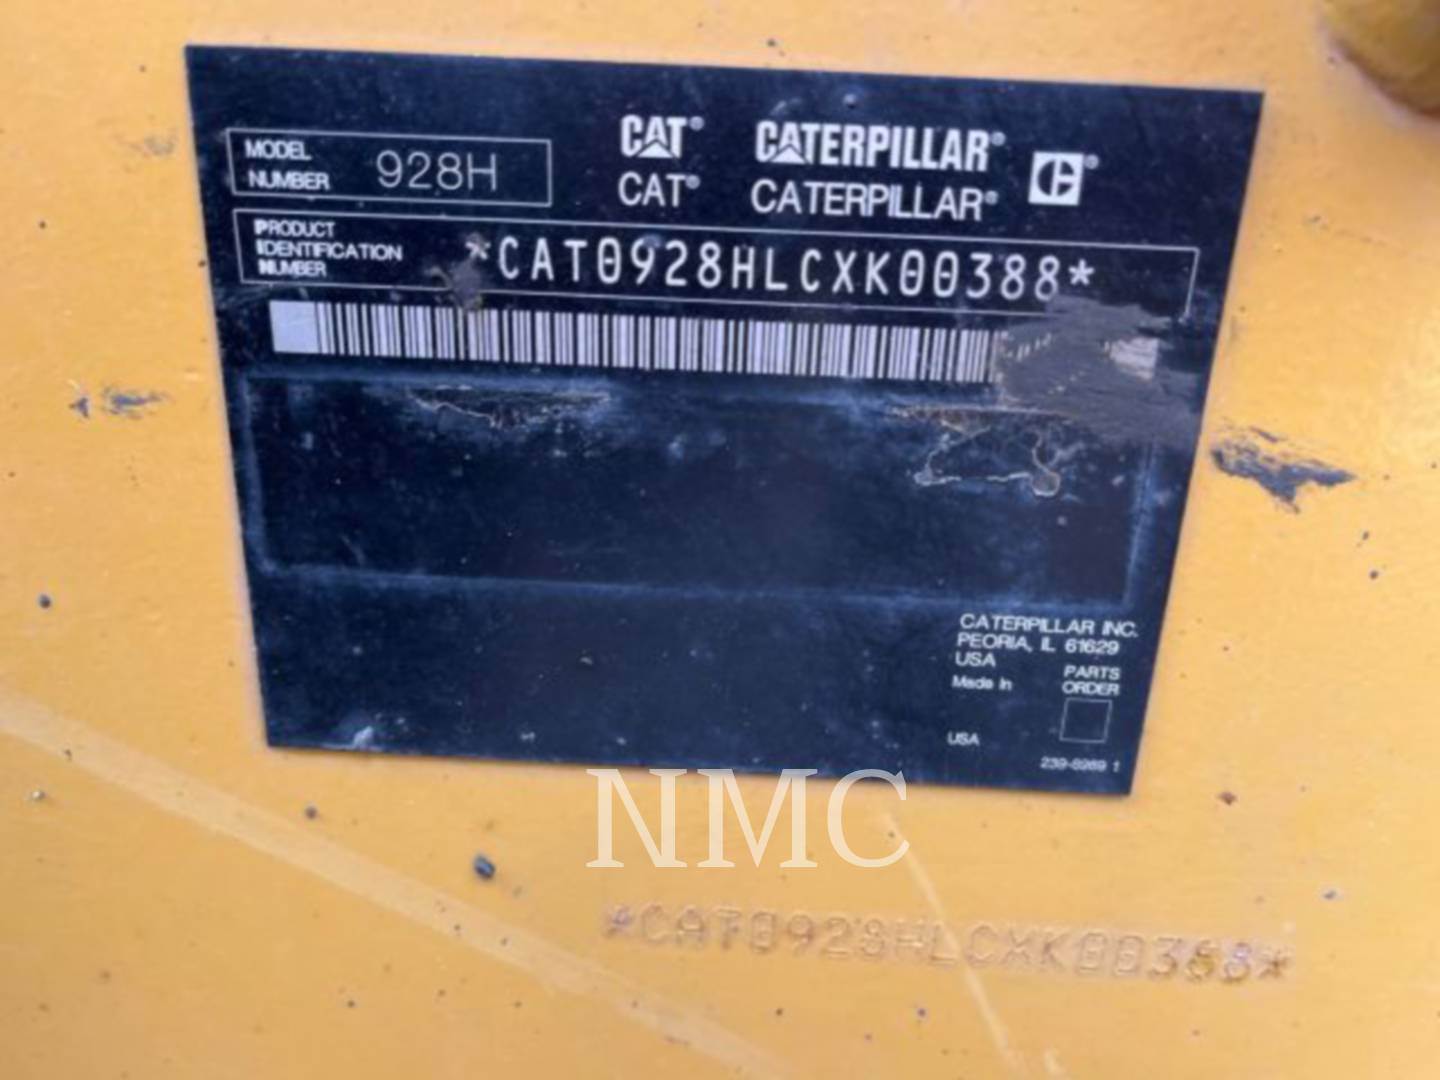 MODEL
NUMBER 928H
CAT® CATERPILLAR® ®
CAT® CATERPILLAR®
PRODUCT
IDENTIFICATION
NUMBER
*CAT0928HLCXK00388*
CATERPILLAR INC.
PEORIA, IL 61629
USA
Made In
PARTS
ORDER
USA
239-8989 1
NMC
*CAT0928HLCXK00388*